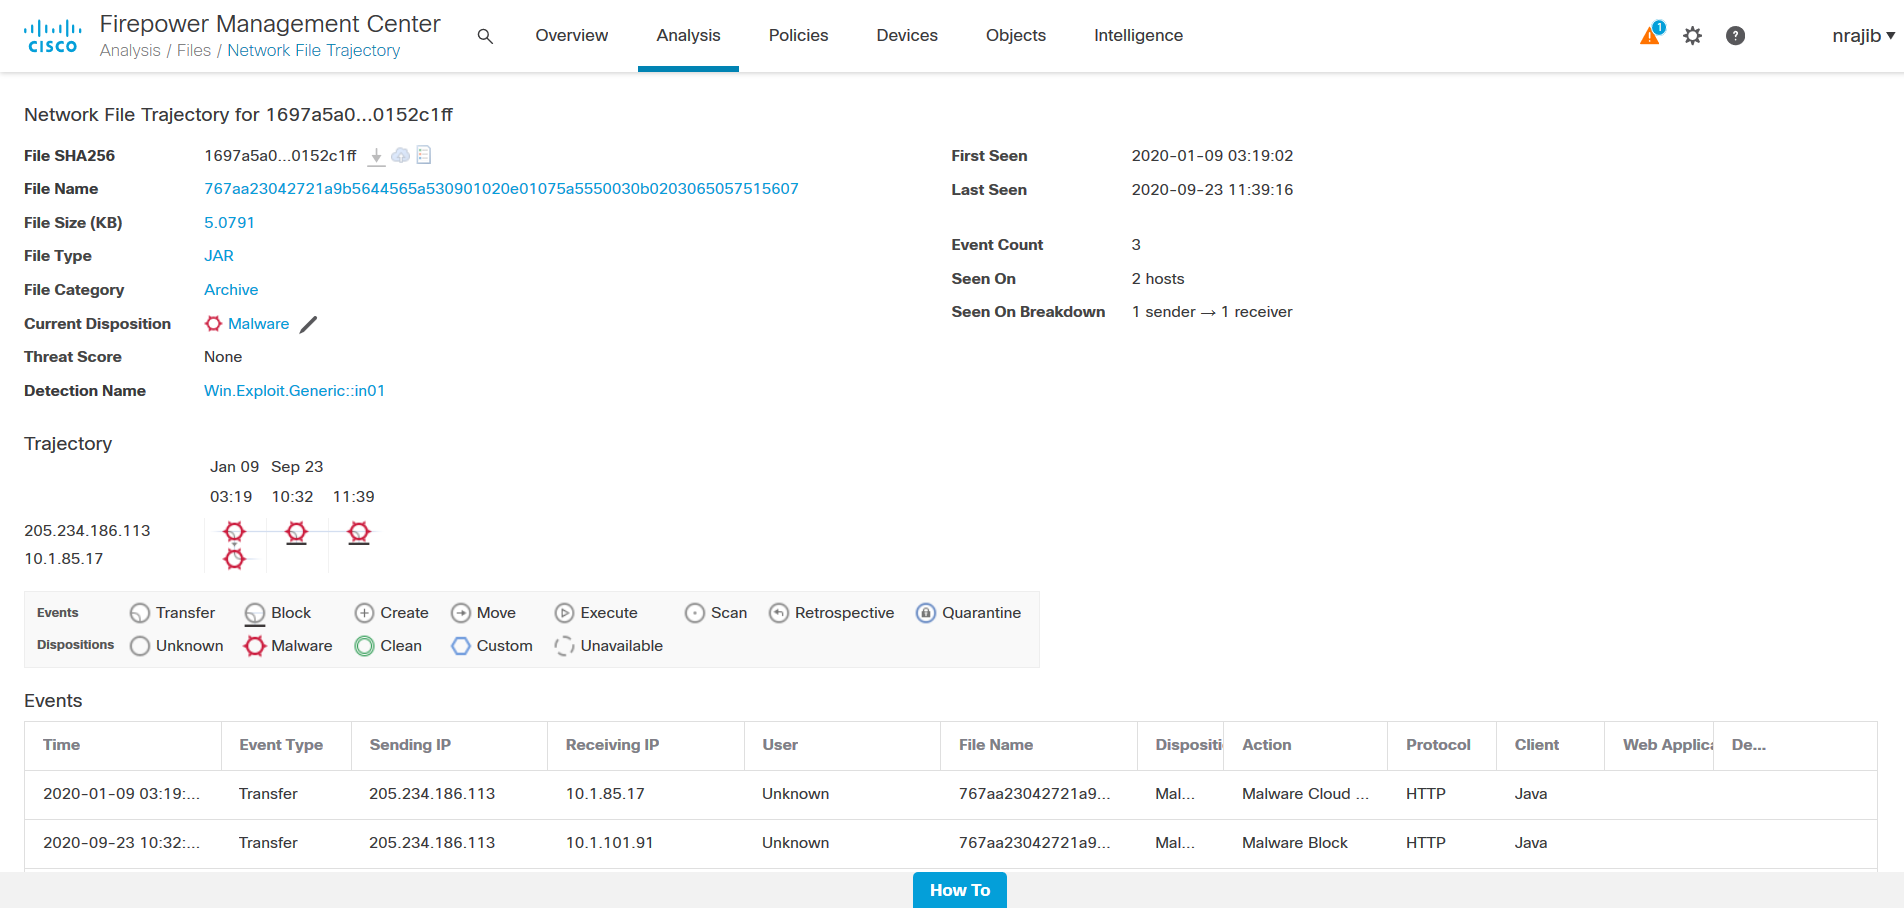 CISCO
Firepower Management Center
Analysis / Files / Network File Trajectory
Overview Analysis Policies Devices Objects Intelligence
1
?
nrajib ▾
Network File Trajectory for 1697a5a0...0152c1ff
File SHA256 1697a5a0...0152c1ff
First Seen 2020-01-09 03:19:02
File Name 767aa23042721a9b5644565a530901020e01075a5550030b0203065057515607
Last Seen 2020-09-23 11:39:16
File Size (KB) 5.0791
Event Count 3
File Type JAR
Seen On 2 hosts
File Category Archive
Seen On Breakdown 1 sender → 1 receiver
Current Disposition Malware
Threat Score None
Detection Name Win.Exploit.Generic::in01
Trajectory
Jan 09 Sep 23
03:19 10:32 11:39
205.234.186.113
10.1.85.17
Events Transfer Block Create Move Execute Scan Retrospective Quarantine
Dispositions Unknown Malware Clean Custom Unavailable
Events
Time Event Type Sending IP Receiving IP User File Name Dispositi Action Protocol Client Web Applica De...
2020-01-09 03:19:... Transfer 205.234.186.113 10.1.85.17 Unknown 767aa23042721a9... Mal... Malware Cloud ... HTTP Java
2020-09-23 10:32:... Transfer 205.234.186.113 10.1.101.91 Unknown 767aa23042721a9... Mal... Malware Block HTTP Java
How To